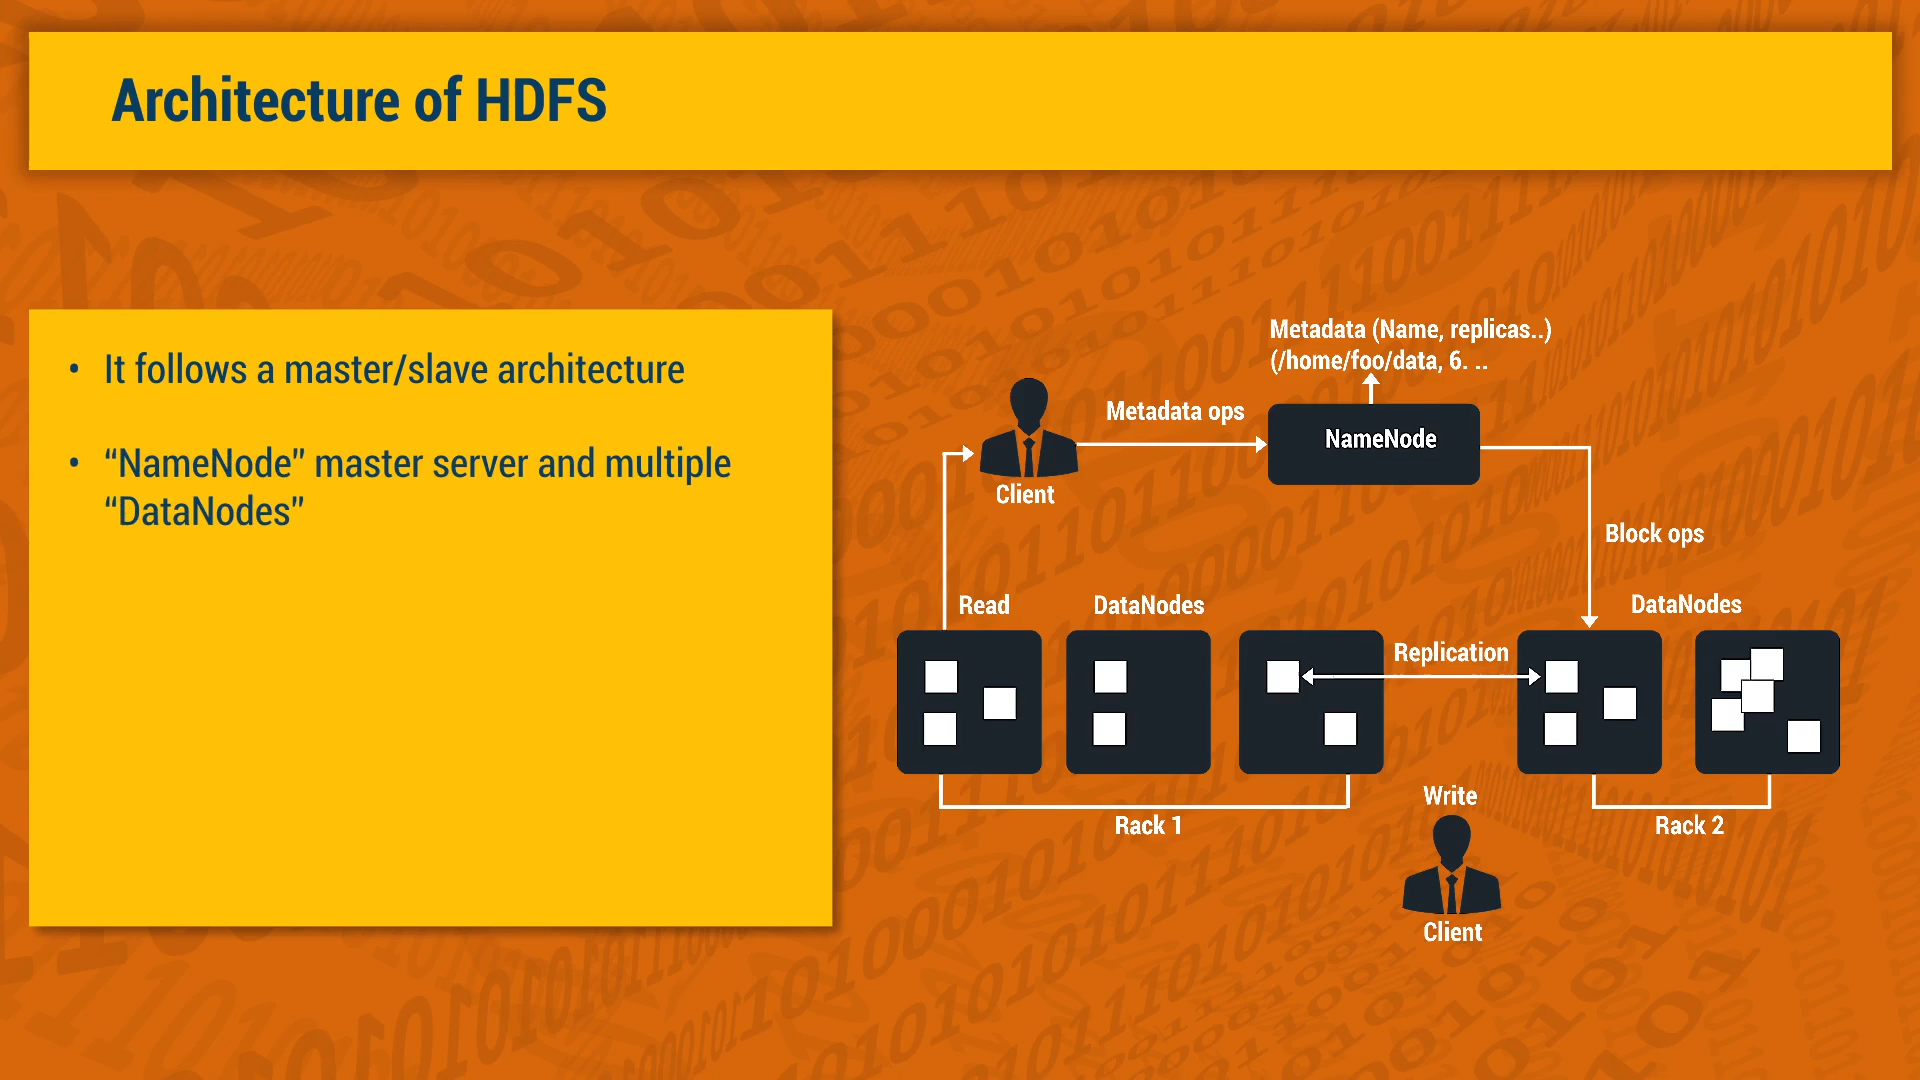 Architecture of HDFS
• It follows a master/slave architecture
• “NameNode” master server and multiple
“DataNodes”
Metadata (Name, replicas..)
(/home/foo/data, 6. ..
Metadata ops
NameNode
Client
Block ops
Read
DataNodes
DataNodes
Replication
Write
Rack 1
Rack 2
Client